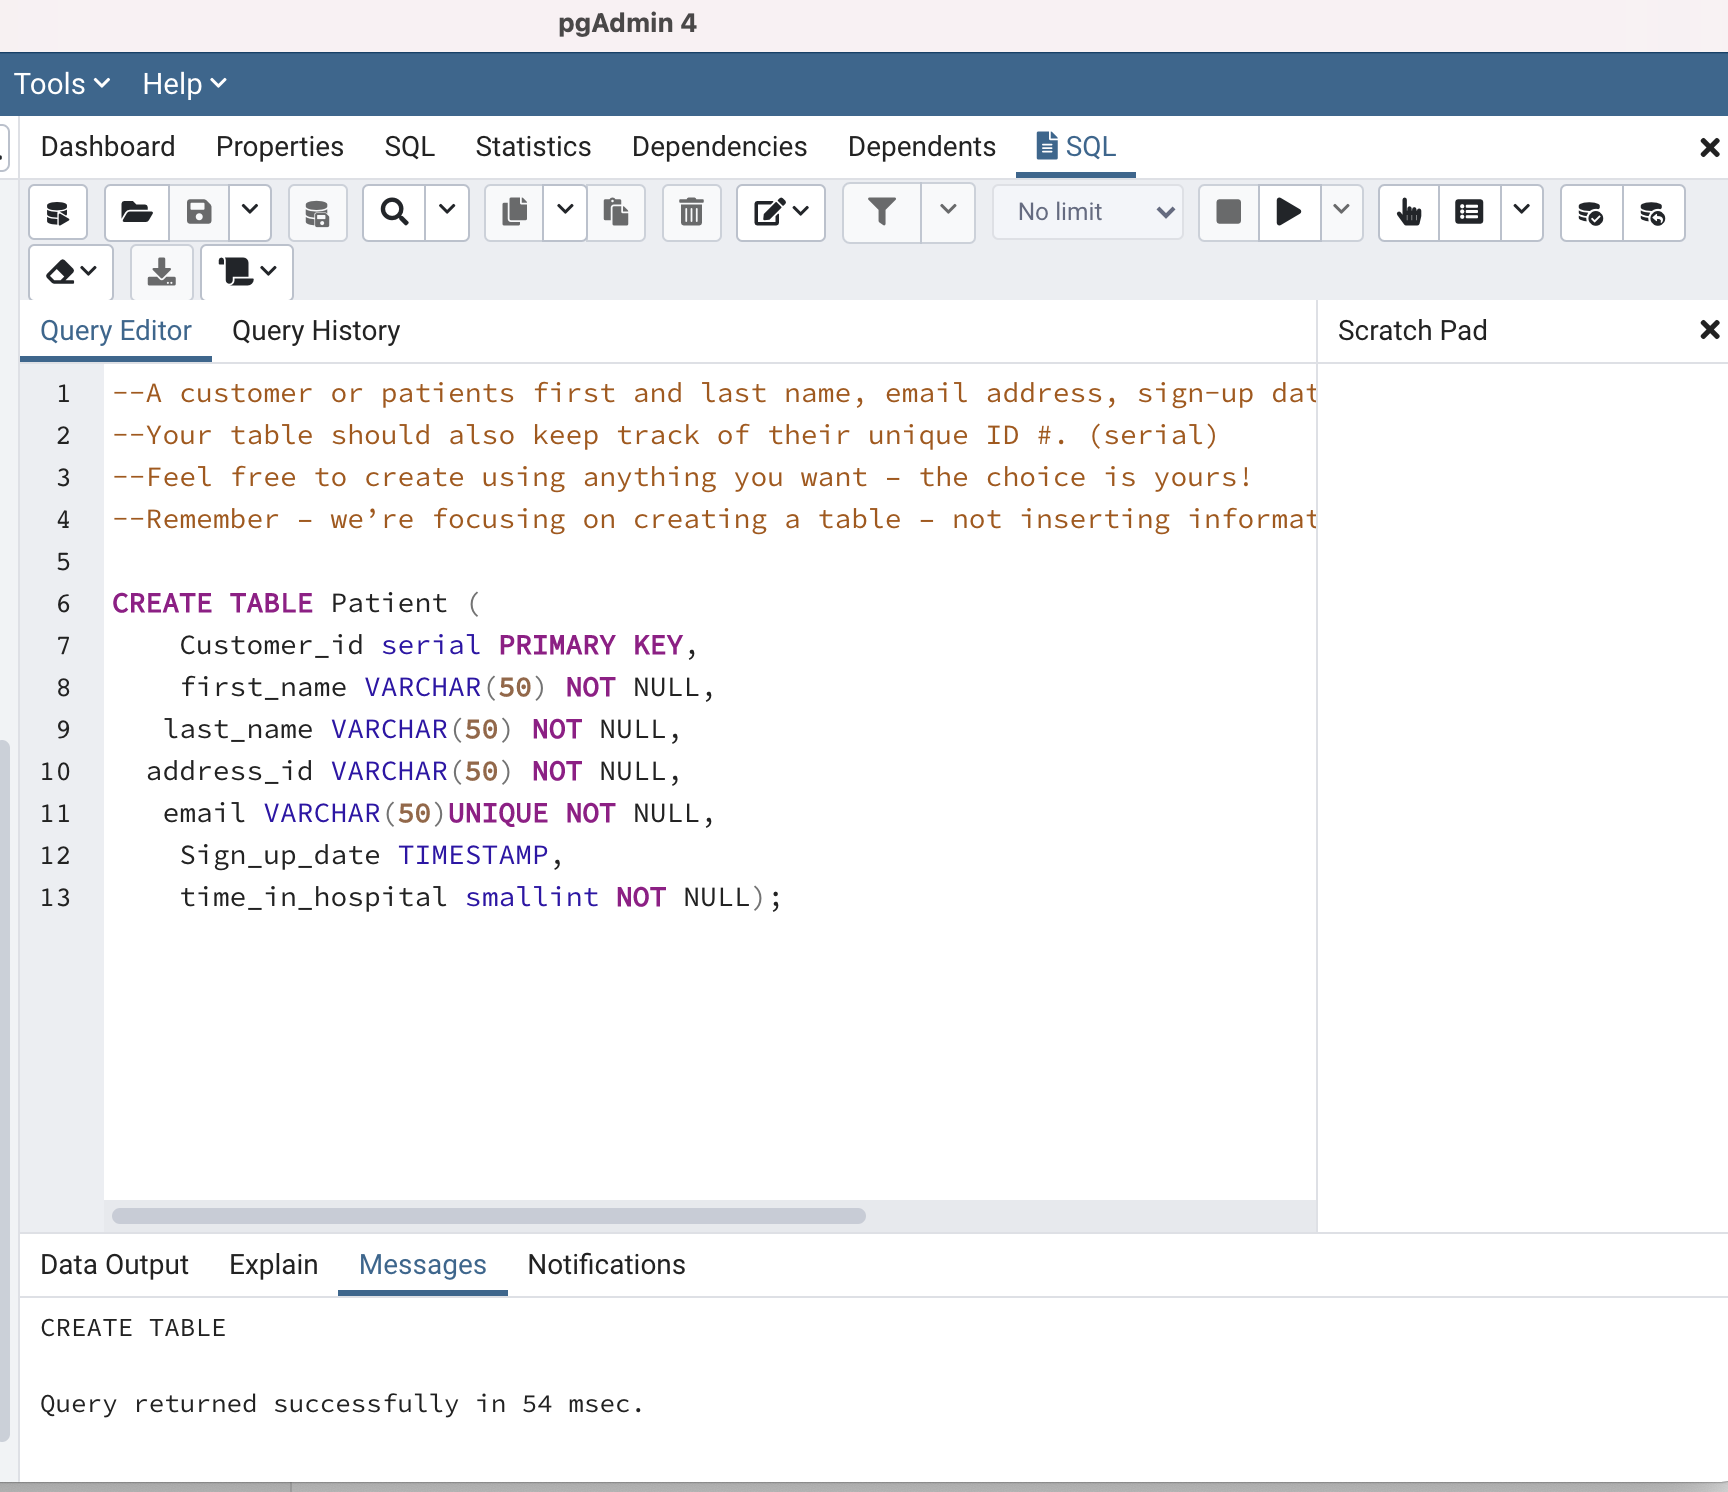 pgAdmin 4
Tools Help
Dashboard Properties SQL Statistics Dependencies Dependents SQL
No limit
Query Editor Query History Scratch Pad
1 --A customer or patients first and last name, email address, sign-up dat
2 --Your table should also keep track of their unique ID #. (serial)
3 --Feel free to create using anything you want – the choice is yours!
4 --Remember – we’re focusing on creating a table – not inserting informat
5
6 CREATE TABLE Patient (
7 Customer_id serial PRIMARY KEY,
8 first_name VARCHAR(50) NOT NULL,
9 last_name VARCHAR(50) NOT NULL,
10 address_id VARCHAR(50) NOT NULL,
11 email VARCHAR(50)UNIQUE NOT NULL,
12 Sign_up_date TIMESTAMP,
13 time_in_hospital smallint NOT NULL);
Data Output Explain Messages Notifications
CREATE TABLE
Query returned successfully in 54 msec.